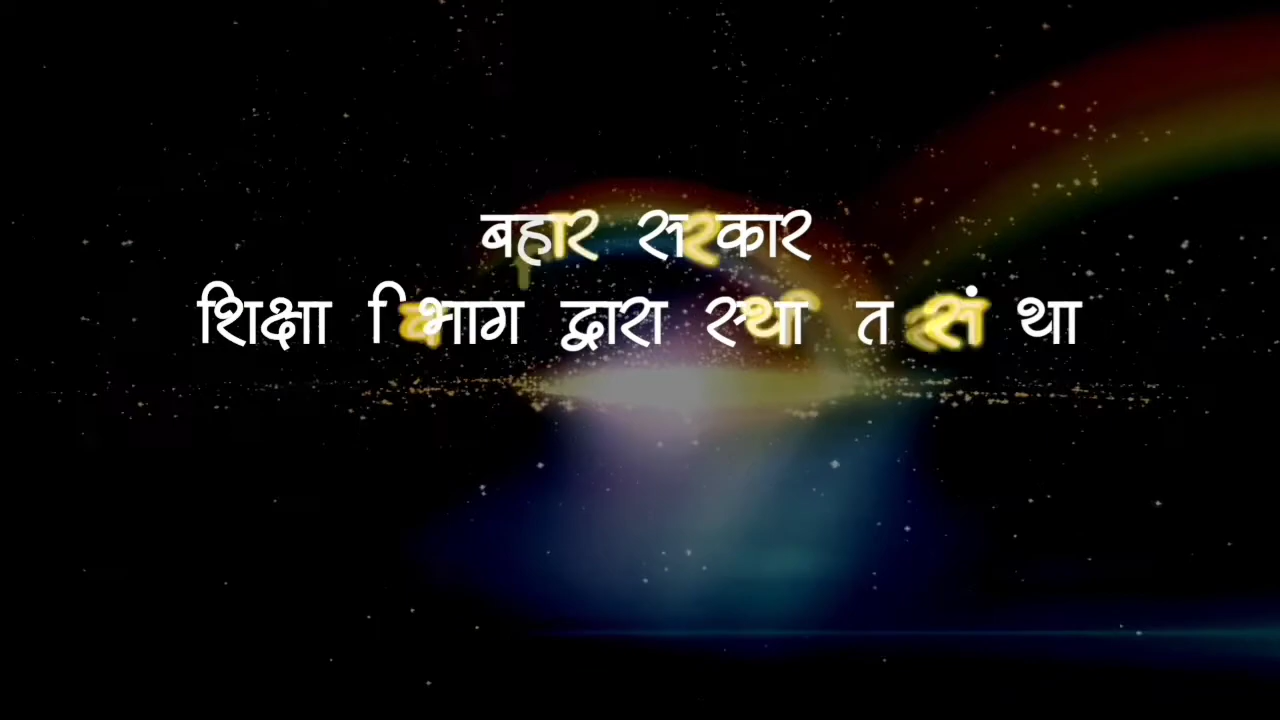 बहार सरकार
शिक्षा विभाग द्वारा स्था त सं था